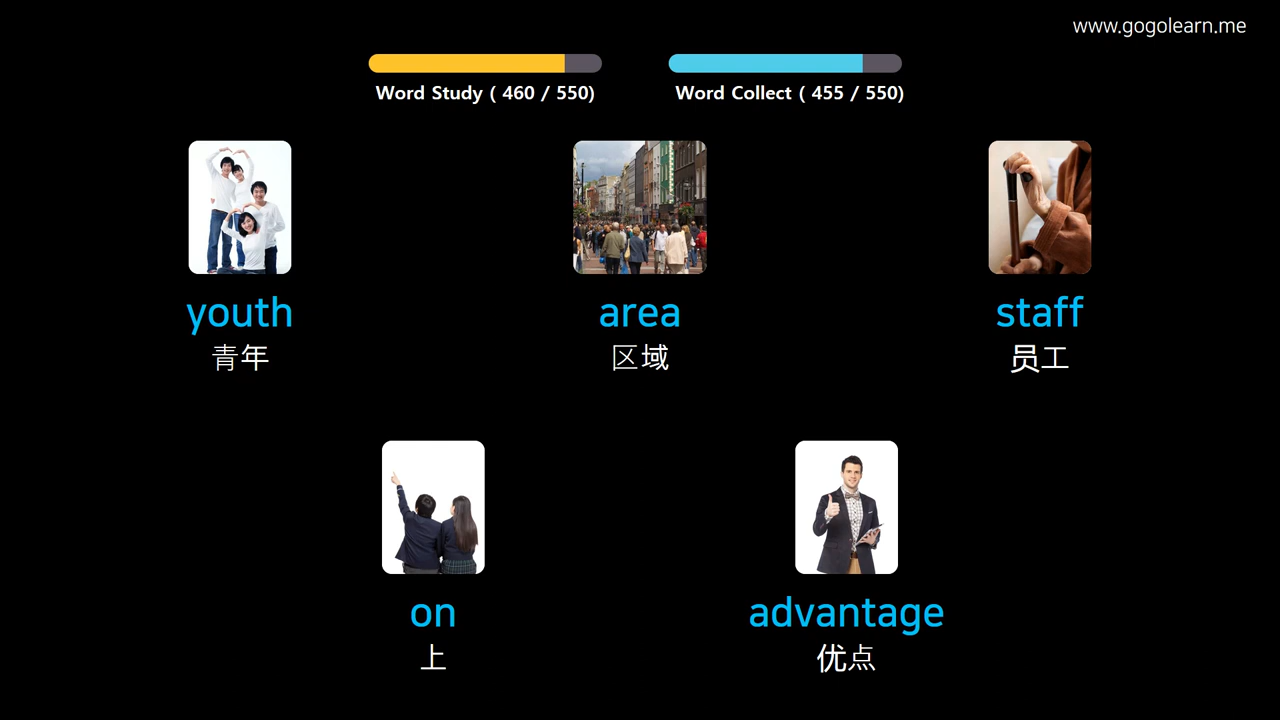 www.gogolearn.me
Word Study ( 460 / 550)
Word Collect ( 455 / 550)
youth
青年
area
区域
staff
员工
on
上
advantage
优点